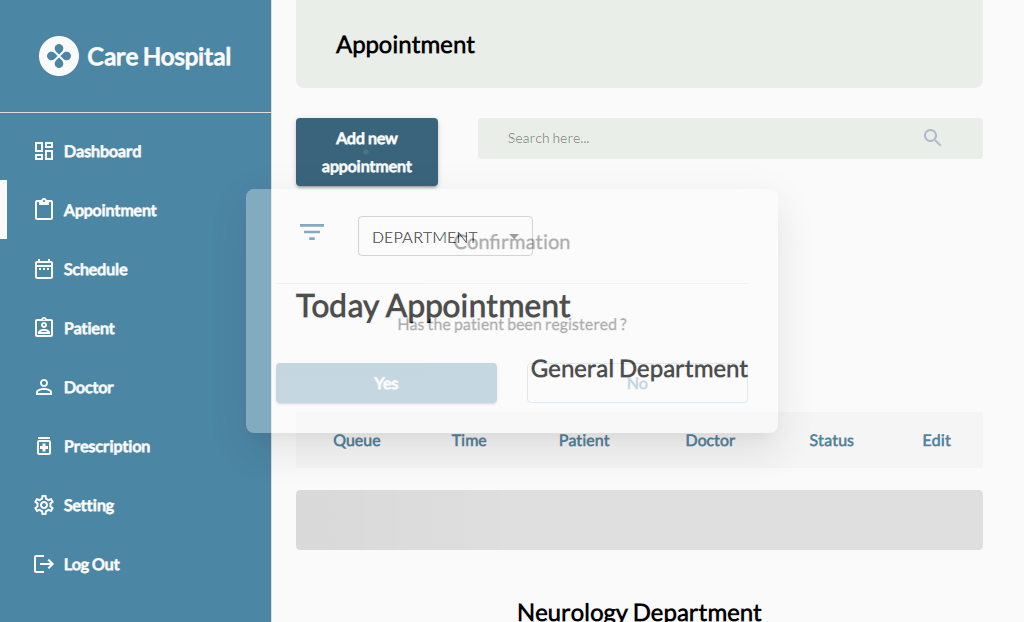 Care Hospital
Dashboard
Appointment
Schedule
Patient
Doctor
Prescription
Setting
Log Out
Appointment
Add new
appointment
Search here...
DEPARTMENT
Confirmation
Today Appointment
Has the patient been registered ?
General Department
Yes
No
Queue Time Patient Doctor Status Edit
Neurology Department